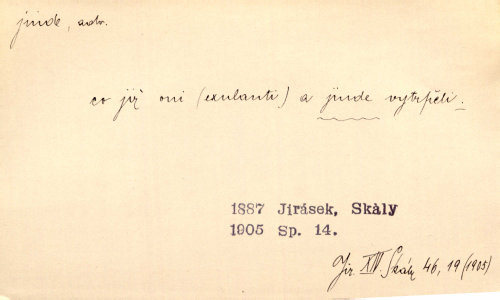 jinde, adv.
co již oni (exulanti) a jinde vytrpěli.
1887 Jirásek, Skàly
1905 Sp. 14.
Jir. XIV. Skály 46, 19 (1905)